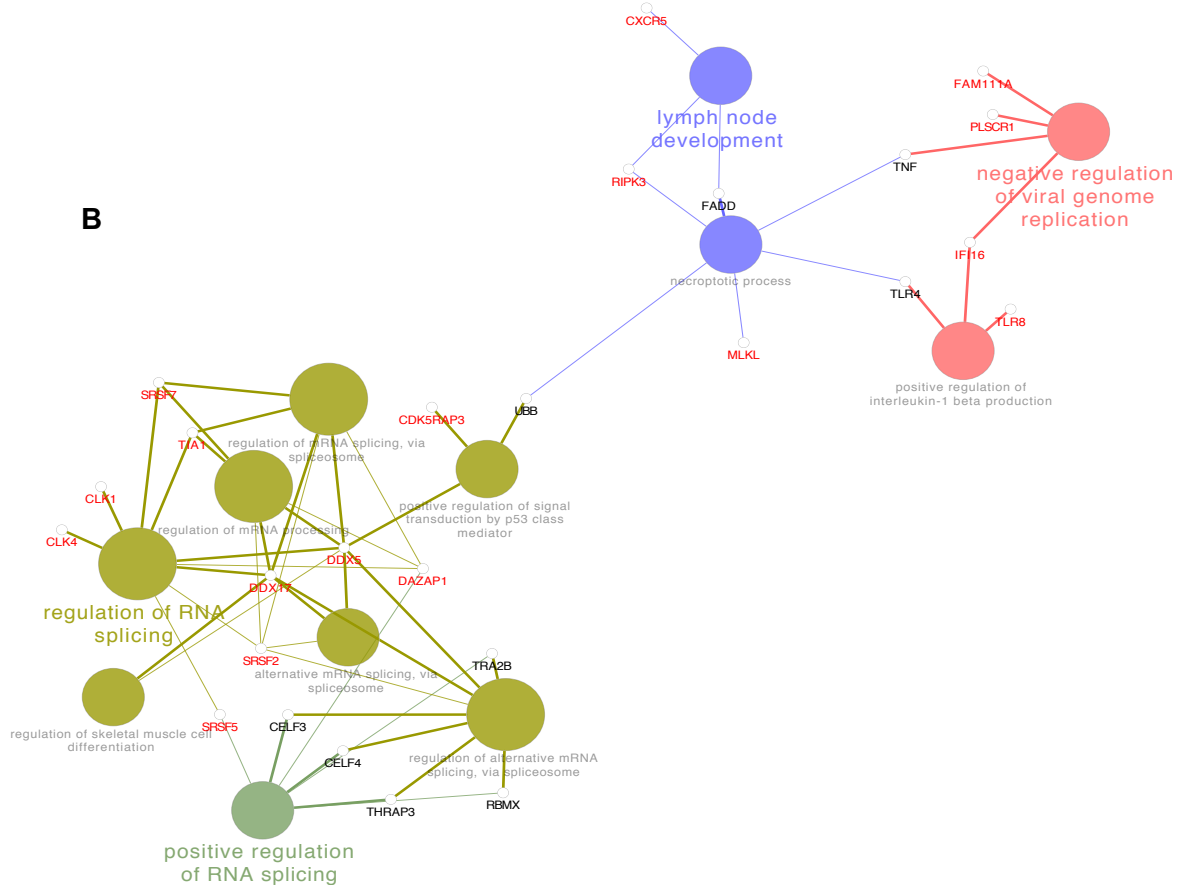 CXCR5
FAM111A
lymph node
development
PLSCR1
TNF
negative regulation
of viral genome
replication
RIPK3
FADD
B
IFI16
necroptotic process
TLR4
TLR8
MLKL
positive regulation of
interleukin-1 beta production
SRSF7
UBB
CDK5RAP3
TIA1
regulation of mRNA splicing, via
spliceosome
CLK1
positive regulation of signal
transduction by p53 class
mediator
regulation of mRNA processing
CLK4
DDX5
DDX17
DAZAP1
regulation of RNA
splicing
SRSF2
TRA2B
alternative mRNA splicing, via
spliceosome
SRSF5
CELF3
regulation of skeletal muscle cell
differentiation
CELF4
regulation of alternative mRNA
splicing, via spliceosome
THRAP3
RBMX
positive regulation
of RNA splicing